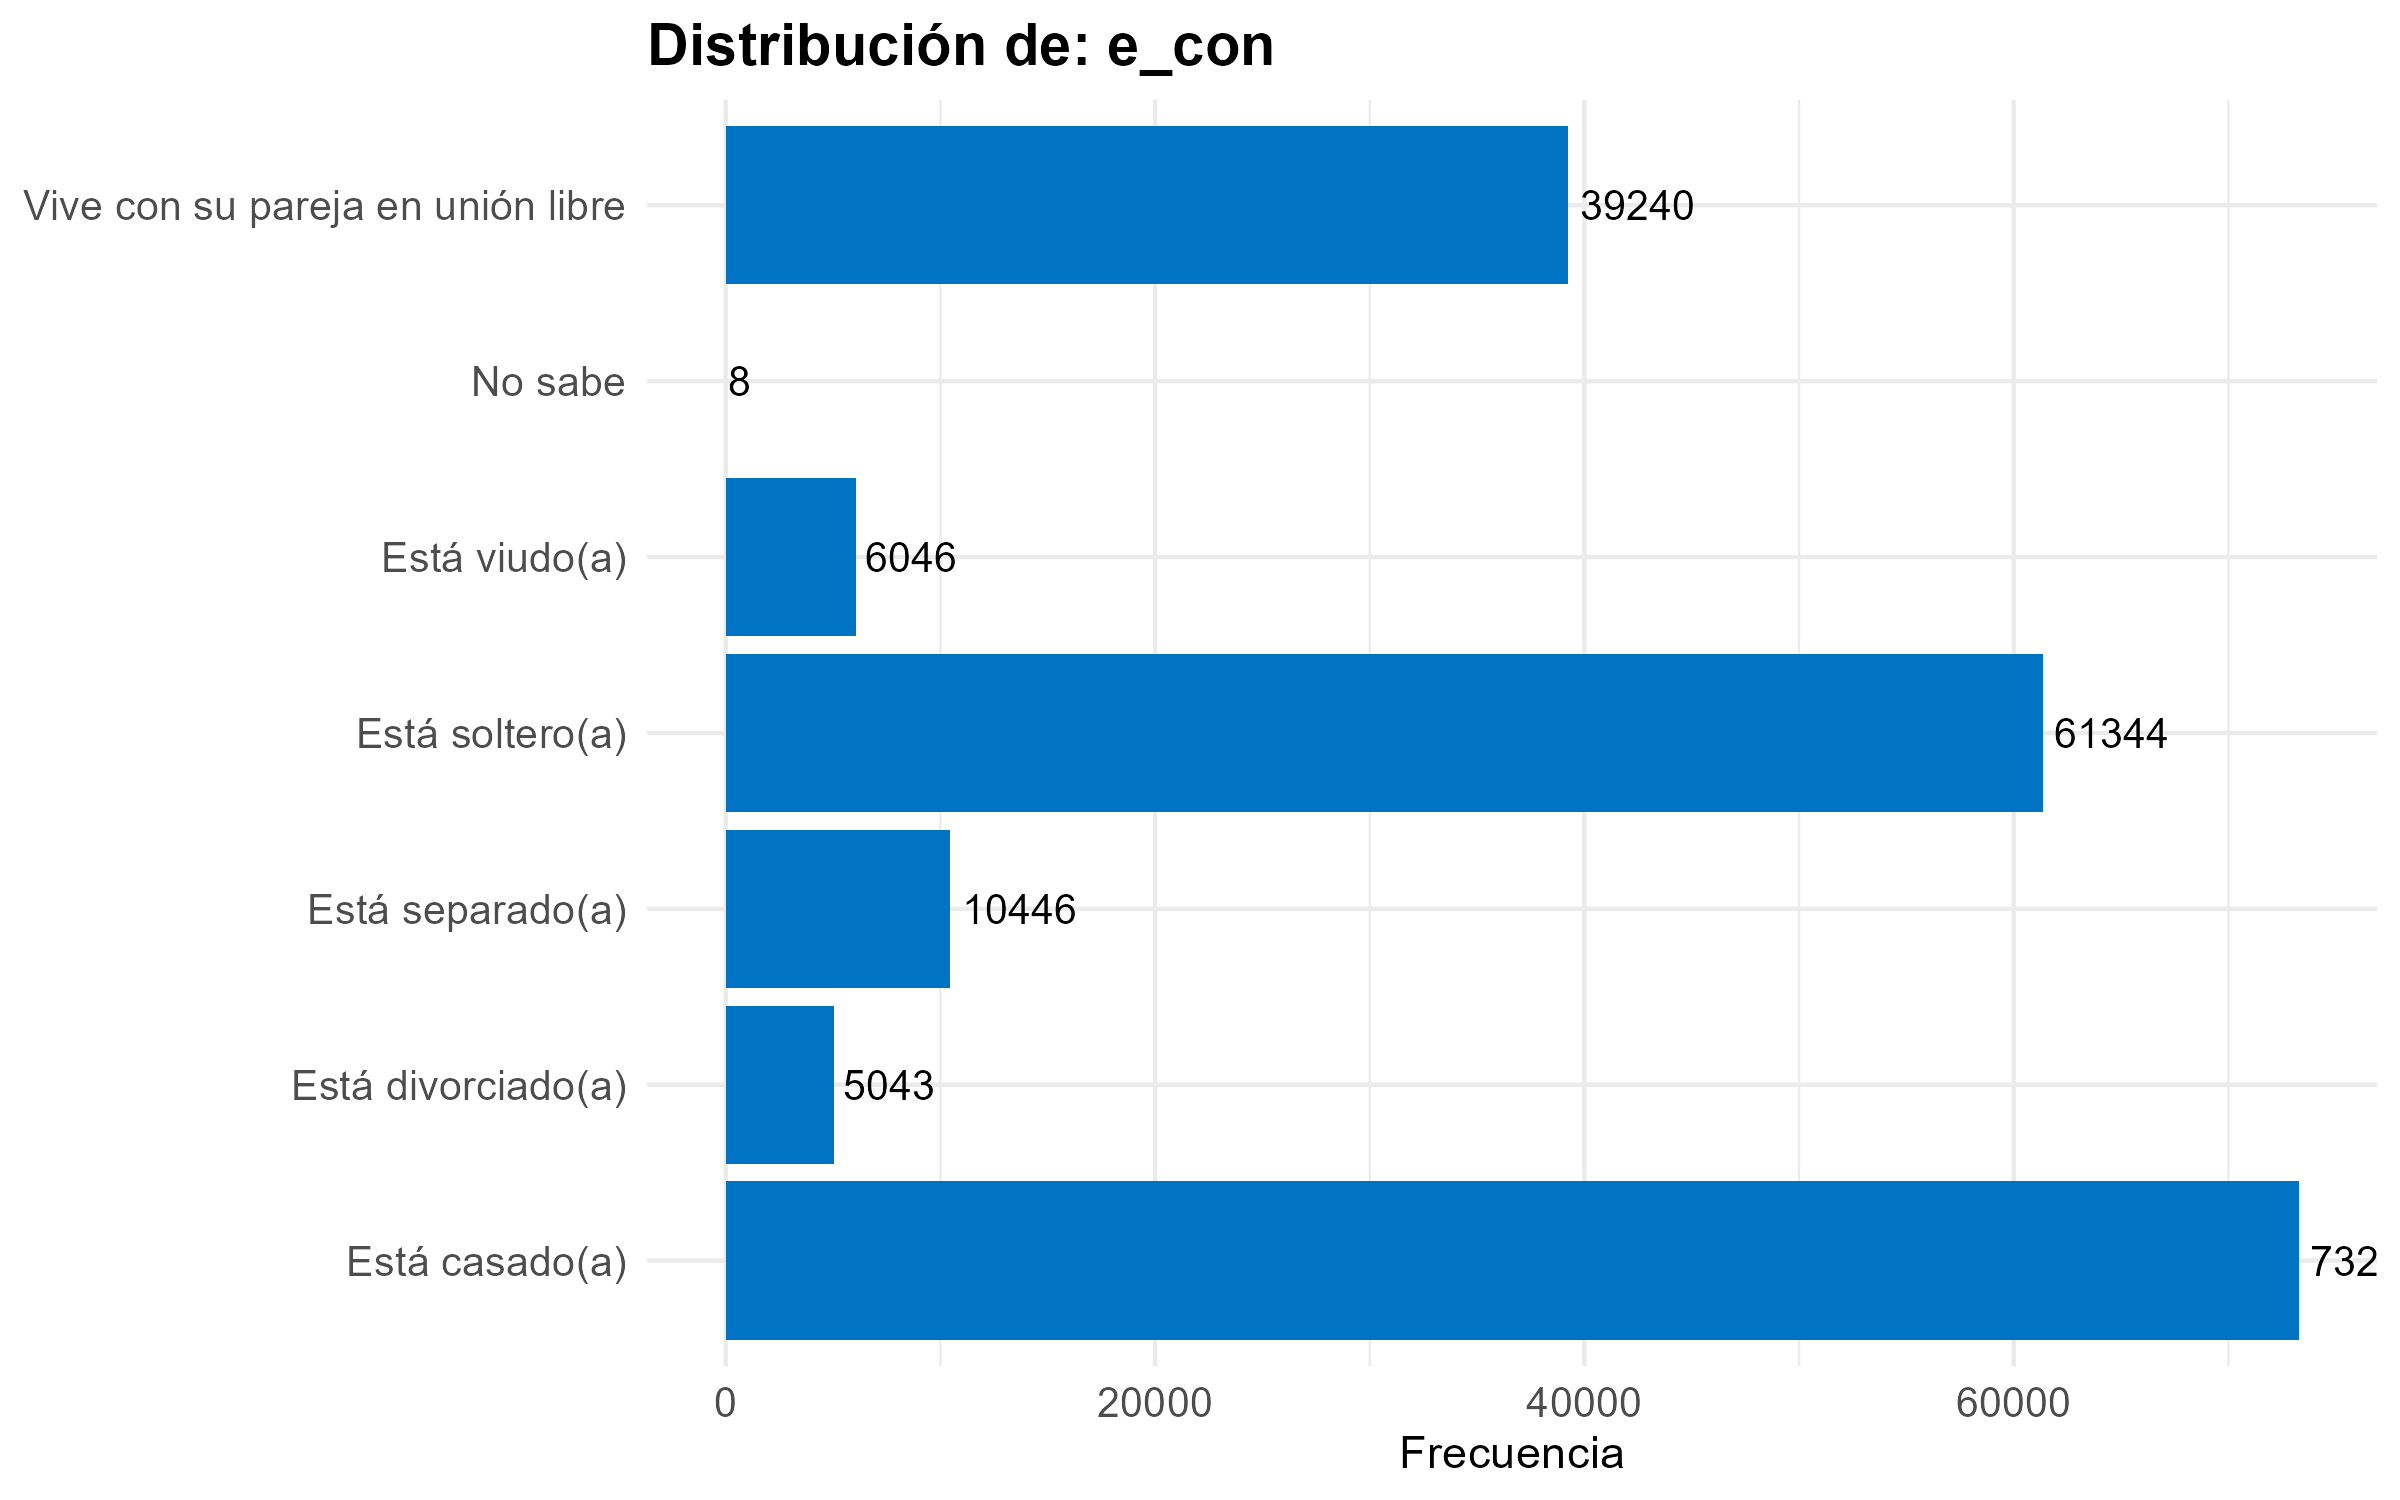 Distribución de: e_con
Vive con su pareja en unión libre
39240
No sabe
8
Está viudo(a)
6046
Está soltero(a)
61344
Está separado(a)
10446
Está divorciado(a)
5043
Está casado(a)
732
0 20000 40000 60000
Frecuencia